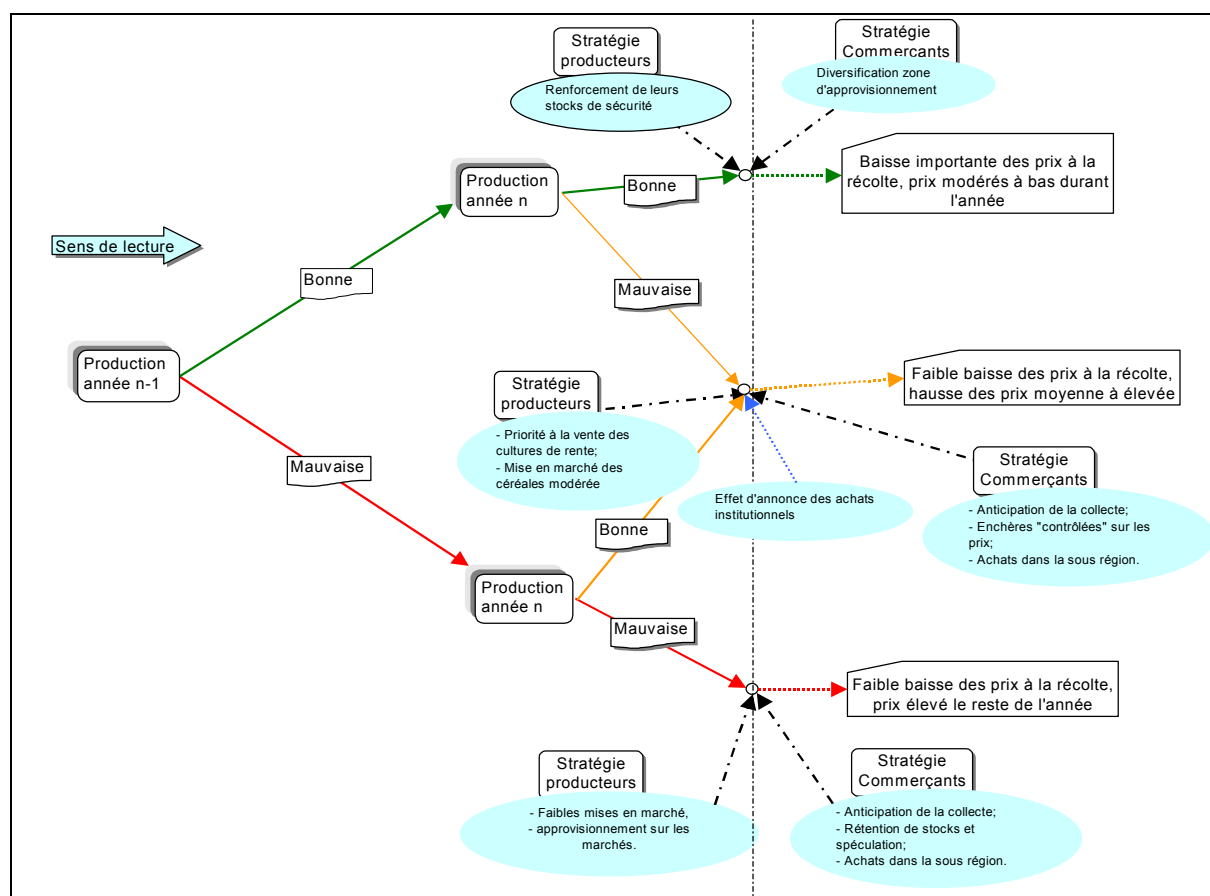 Stratégie
producteurs
Renforcement de leurs
stocks de sécurité
Stratégie
Commerçants
Diversification zone
d'approvisionnement
Production
année n
Bonne
Baisse importante des prix à la
récolte, prix modérés à bas durant
l'année
Sens de lecture
Bonne
Mauvaise
Production
année n-1
Stratégie
producteurs
- Priorité à la vente des
cultures de rente;
- Mise en marché des
céréales modérée
Faible baisse des prix à la récolte,
hausse des prix moyenne à élevée
Mauvaise
Effet d'annonce des achats
institutionnels
Stratégie
Commerçants
- Anticipation de la collecte;
- Enchères "contrôlées" sur les
prix;
- Achats dans la sous région.
Bonne
Production
année n
Mauvaise
Faible baisse des prix à la récolte,
prix élevé le reste de l'année
Stratégie
producteurs
- Faibles mises en marché,
- approvisionnement sur les
marchés.
Stratégie
Commerçants
- Anticipation de la collecte;
- Rétention de stocks et
spéculation;
- Achats dans la sous région.